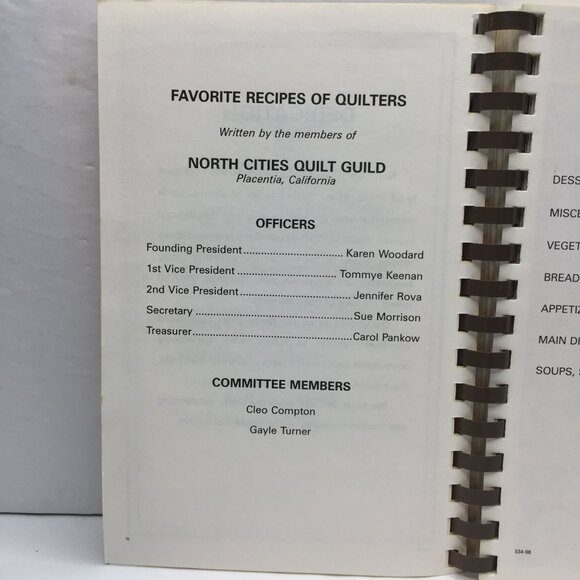 FAVORITE RECIPES OF QUILTERS
Written by the members of
NORTH CITIES QUILT GUILD
Placentia, California
OFFICERS
Founding President..............................Karen Woodard
1st Vice President..............................Tommye Keenan
2nd Vice President.................................Jennifer Rova
Secretary ...............................................Sue Morrison
Treasurer................................................Carol Pankow
COMMITTEE MEMBERS
Cleo Compton
Gayle Turner
iv
DESS
MISCE
VEGET
BREAD
APPETIZ
MAIN DI
SOUPS, S
534-98